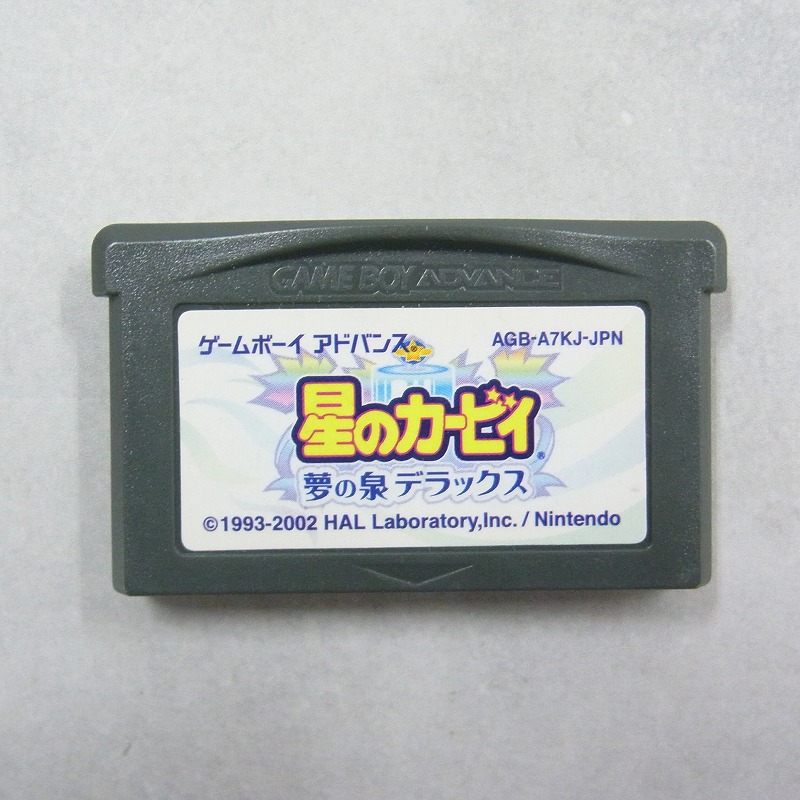 GAME BOY ADVANCE
ゲームボーイ アドバンス® AGB-A7KJ-JPN
星のカービィ®
夢の泉デラックス
©1993-2002 HAL Laboratory,Inc. / Nintendo